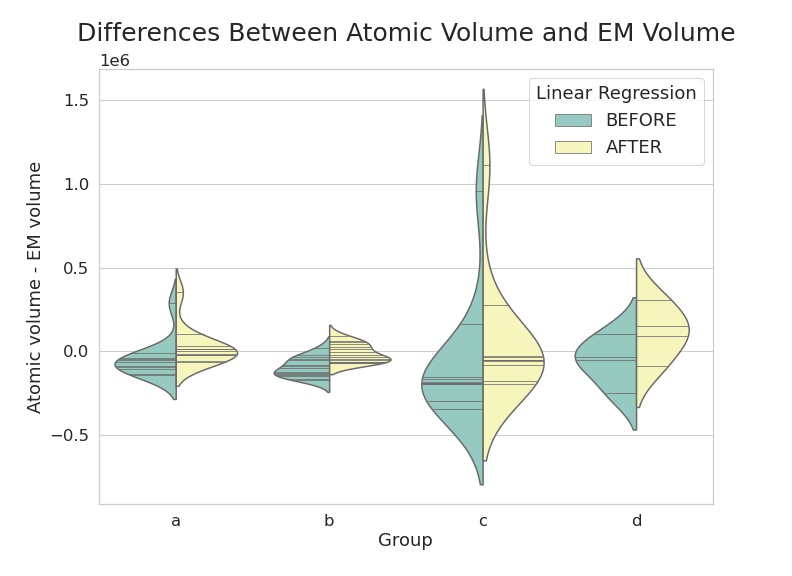 Differences Between Atomic Volume and EM Volume
1e6
Linear Regression
BEFORE
AFTER
1.5
1.0
0.5
0.0
−0.5
Atomic volume - EM volume
a b c d
Group